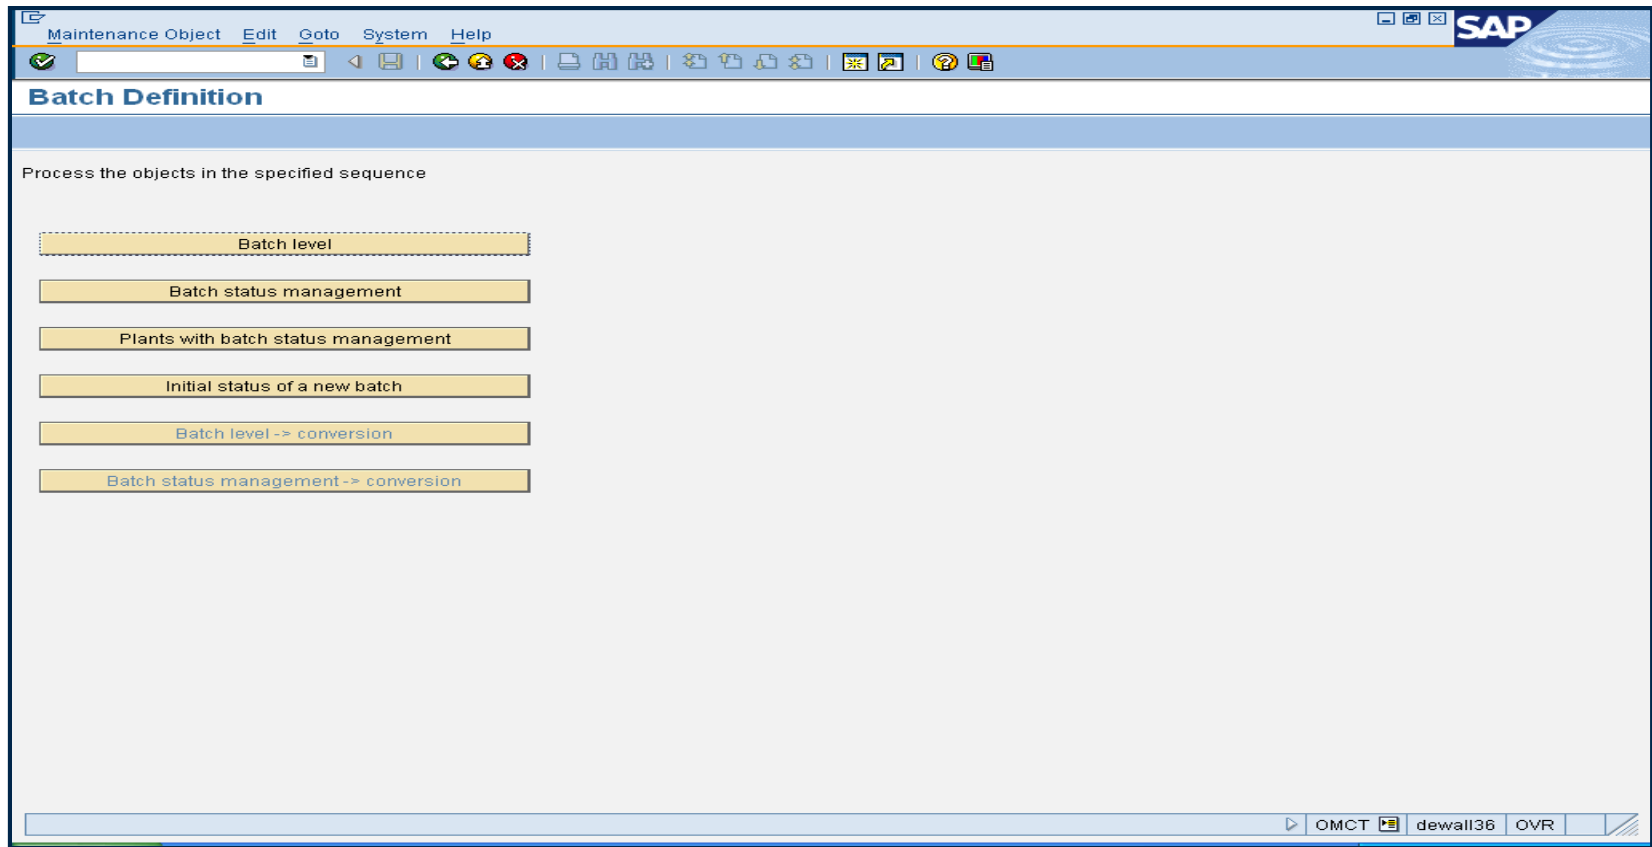 Maintenance Object Edit Goto System Help
SAP
Batch Definition
Process the objects in the specified sequence
Batch level
Batch status management
Plants with batch status management
Initial status of a new batch
Batch level -> conversion
Batch status management -> conversion
OMCT dewall36 OVR